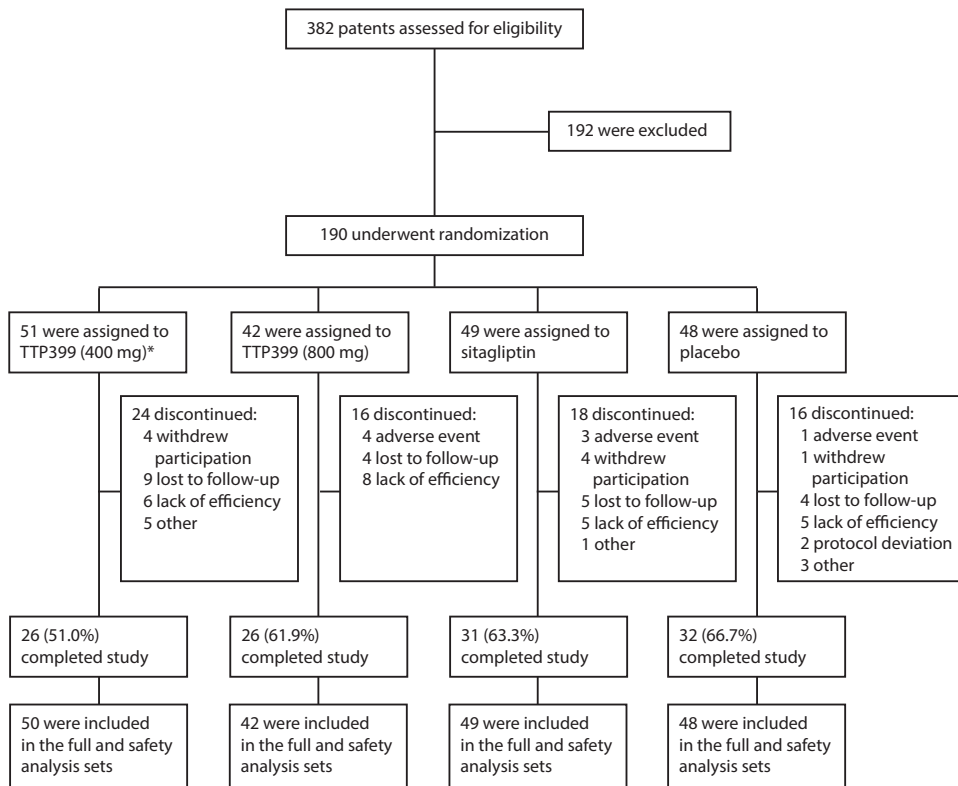 382 patents assessed for eligibility
192 were excluded
190 underwent randomization
51 were assigned to
TTP399 (400 mg)*
42 were assigned to
TTP399 (800 mg)
49 were assigned to
sitagliptin
48 were assigned to
placebo
24 discontinued:
4 withdrew
participation
9 lost to follow-up
6 lack of efficiency
5 other
16 discontinued:
4 adverse event
4 lost to follow-up
8 lack of efficiency
18 discontinued:
3 adverse event
4 withdrew
participation
5 lost to follow-up
5 lack of efficiency
1 other
16 discontinued:
1 adverse event
1 withdrew
participation
4 lost to follow-up
5 lack of efficiency
2 protocol deviation
3 other
26 (51.0%)
completed study
26 (61.9%)
completed study
31 (63.3%)
completed study
32 (66.7%)
completed study
50 were included
in the full and safety
analysis sets
42 were included
in the full and safety
analysis sets
49 were included
in the full and safety
analysis sets
48 were included
in the full and safety
analysis sets